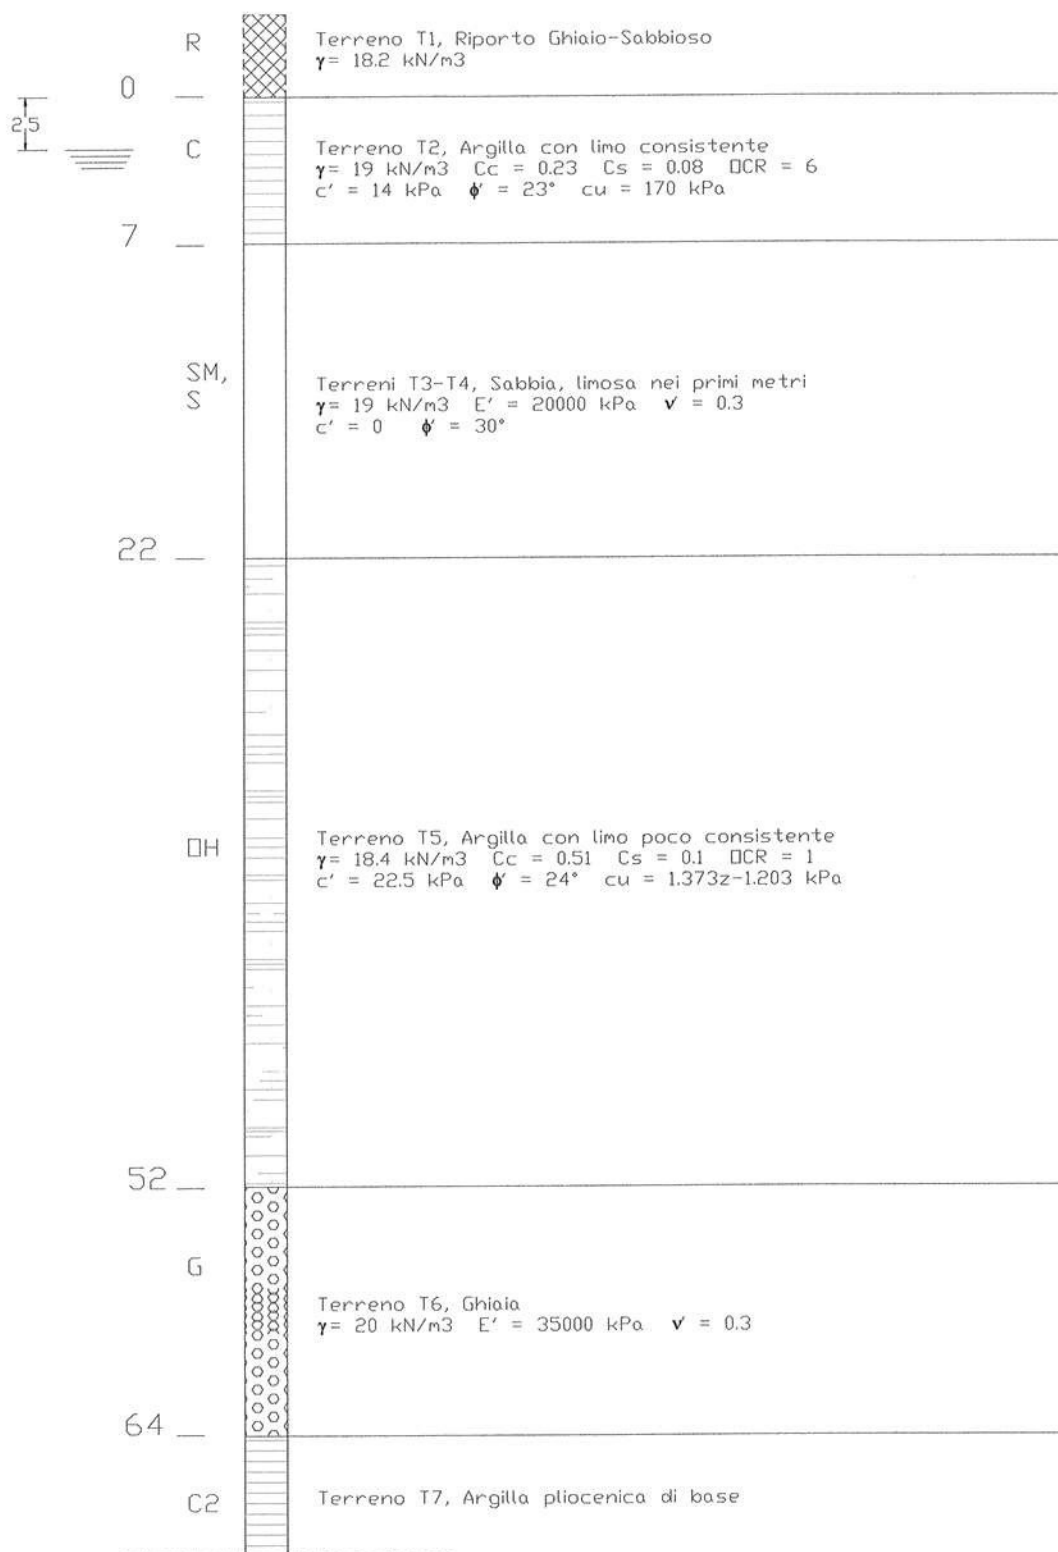 R
Terreno T1, Riporto Ghiaio-Sabbioso
γ= 18.2 kN/m3
0
2.5
C
Terreno T2, Argilla con limo consistente
γ= 19 kN/m3 Cc = 0.23 Cs = 0.08 OCR = 6
c' = 14 kPa ϕ' = 23° cu = 170 kPa
7
SM,
S
Terreni T3-T4, Sabbia, limosa nei primi metri
γ= 19 kN/m3 E' = 20000 kPa ν' = 0.3
c' = 0 ϕ' = 30°
22
OH
Terreno T5, Argilla con limo poco consistente
γ= 18.4 kN/m3 Cc = 0.51 Cs = 0.1 OCR = 1
c' = 22.5 kPa ϕ' = 24° cu = 1.373z-1.203 kPa
52
G
Terreno T6, Ghiaia
γ= 20 kN/m3 E' = 35000 kPa ν' = 0.3
64
C2
Terreno T7, Argilla pliocenica di base